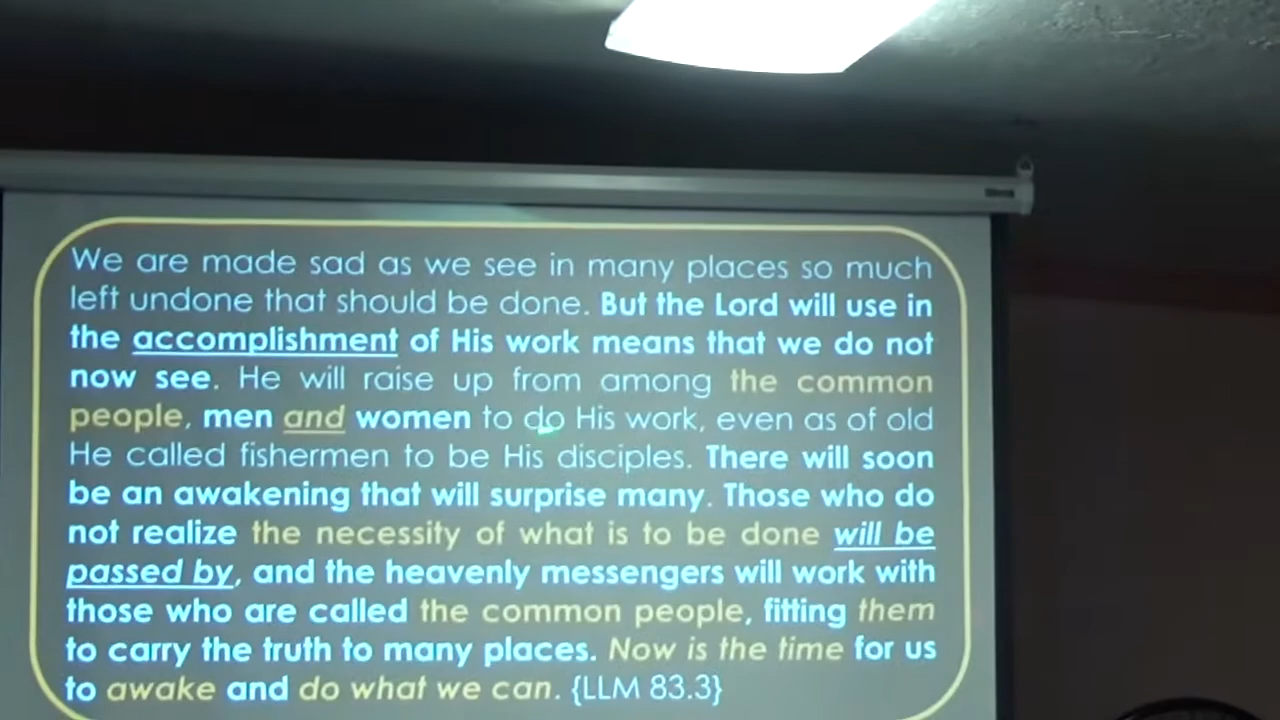 We are made sad as we see in many places so much
left undone that should be done. But the Lord will use in
the accomplishment of His work means that we do not
now see. He will raise up from among the common
people, men and women to do His work, even as of old
He called fishermen to be His disciples. There will soon
be an awakening that will surprise many. Those who do
not realize the necessity of what is to be done will be
passed by, and the heavenly messengers will work with
those who are called the common people, fitting them
to carry the truth to many places. Now is the time for us
to awake and do what we can. {LLM 83.3}